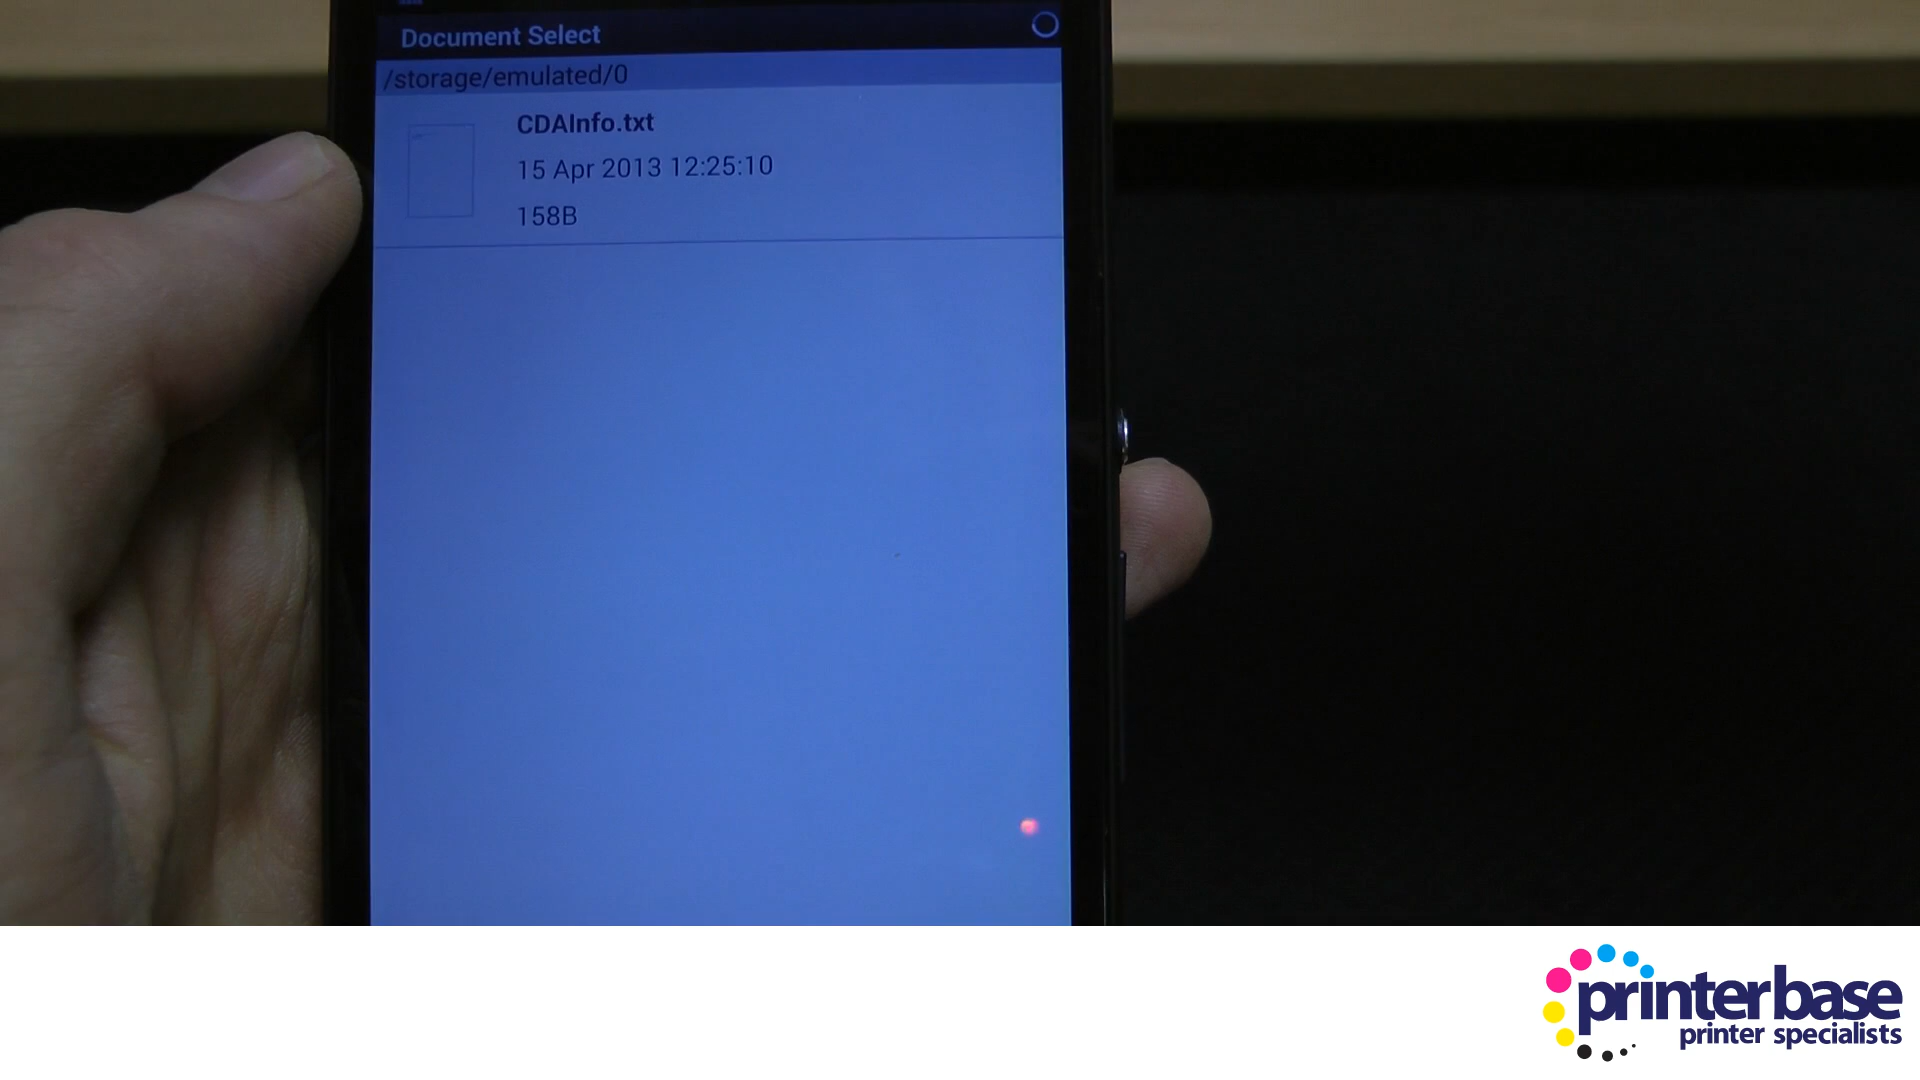 Document Select
/storage/emulated/0
CDAInfo.txt
15 Apr 2013 12:25:10
158B
printerbase
printer specialists